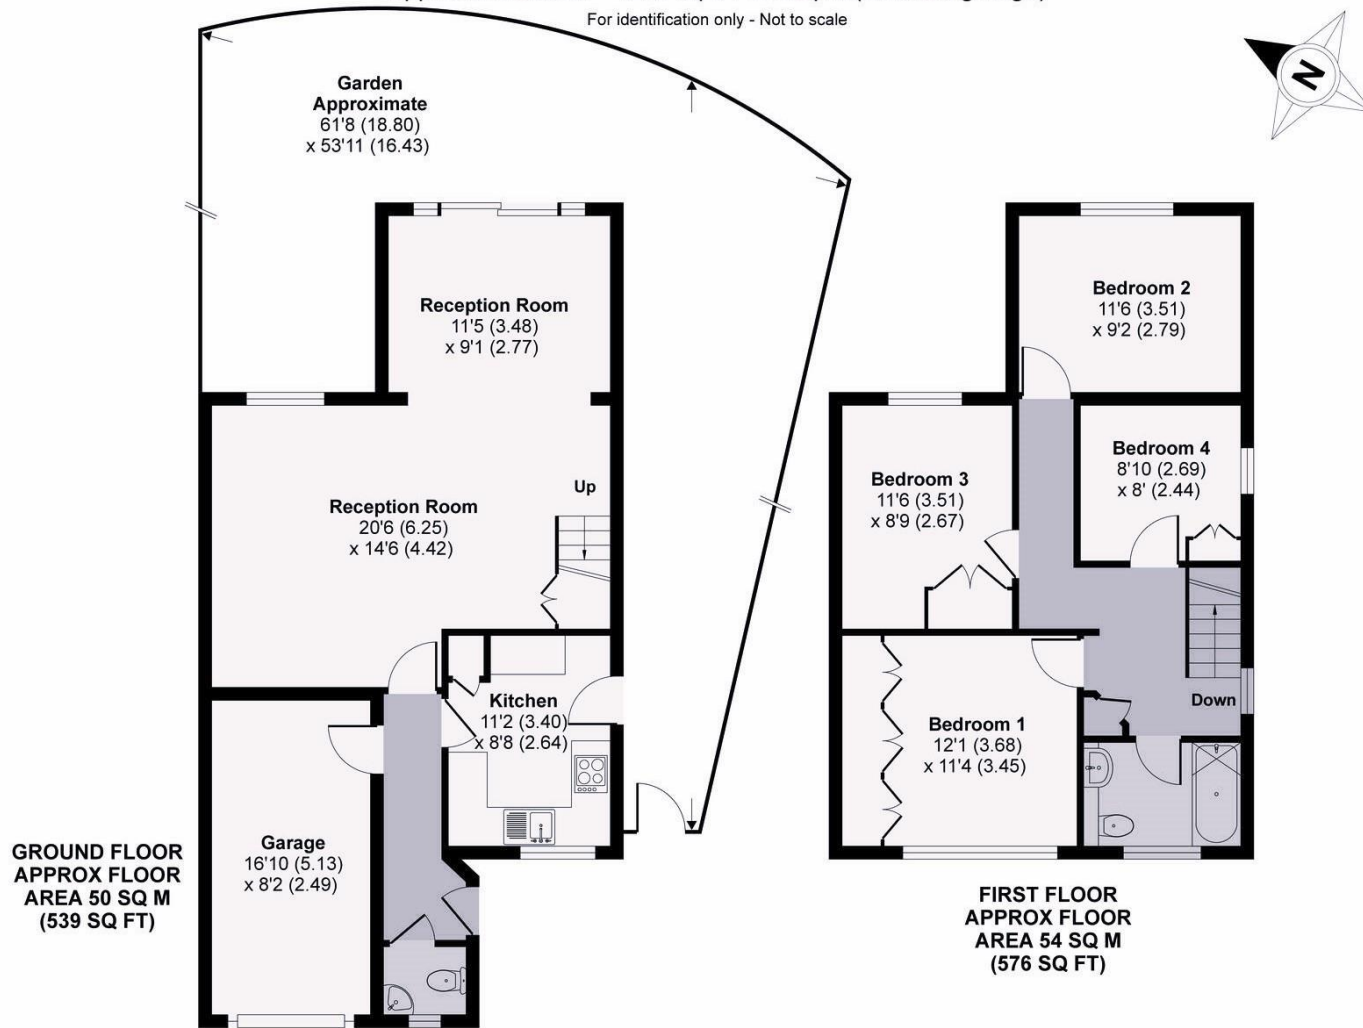 For identification only - Not to scale
N
Garden
Approximate
61'8 (18.80)
x 53'11 (16.43)
Reception Room
11'5 (3.48)
x 9'1 (2.77)
Reception Room
20'6 (6.25)
x 14'6 (4.42)
Up
Kitchen
11'2 (3.40)
x 8'8 (2.64)
Garage
16'10 (5.13)
x 8'2 (2.49)
GROUND FLOOR
APPROX FLOOR
AREA 50 SQ M
(539 SQ FT)
Bedroom 2
11'6 (3.51)
x 9'2 (2.79)
Bedroom 4
8'10 (2.69)
x 8' (2.44)
Bedroom 3
11'6 (3.51)
x 8'9 (2.67)
Down
Bedroom 1
12'1 (3.68)
x 11'4 (3.45)
FIRST FLOOR
APPROX FLOOR
AREA 54 SQ M
(576 SQ FT)